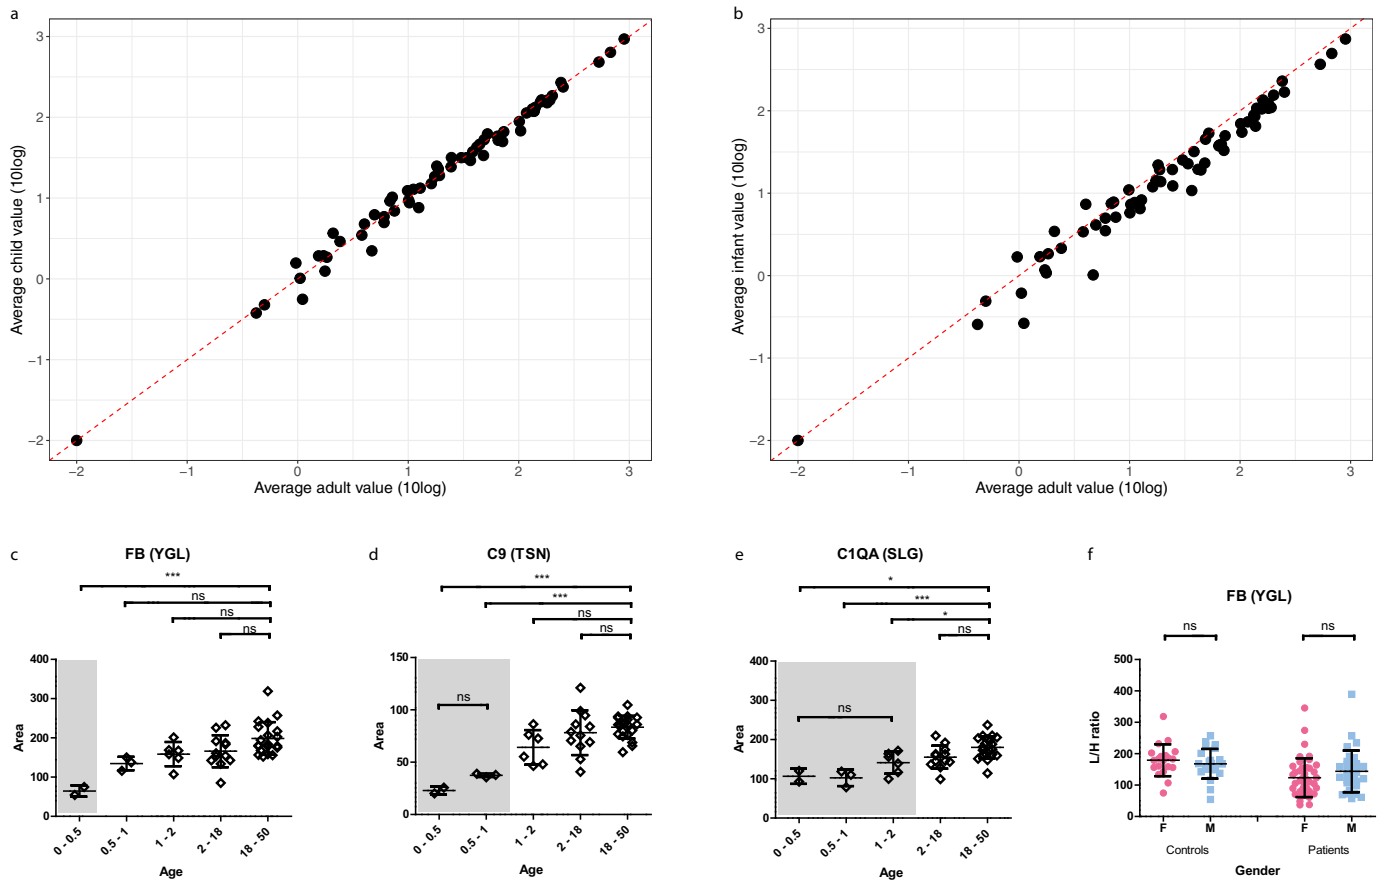 a
3
2
1
0
−1
−2
Average child value (10log)
−2
−1
0
1
2
3
Average adult value (10log)
b
3
2
1
0
−1
−2
Average infant value (10log)
−2
−1
0
1
2
3
Average adult value (10log)
c
FB (YGL)
***
ns
ns
ns
400
300
200
100
0
Area
0 - 0.5
0.5 - 1
1 - 2
2 - 18
18 - 50
Age
d
C9 (TSN)
***
***
ns
ns
ns
150
100
50
0
Area
0 - 0.5
0.5 - 1
1 - 2
2 - 18
18 - 50
Age
e
C1QA (SLG)
*
***
*
ns
ns
400
300
200
100
0
Area
0 - 0.5
0.5 - 1
1 - 2
2 - 18
18 - 50
Age
f
FB (YGL)
ns
ns
500
400
300
200
100
0
L/H ratio
F
M
F
M
Controls
Patients
Gender